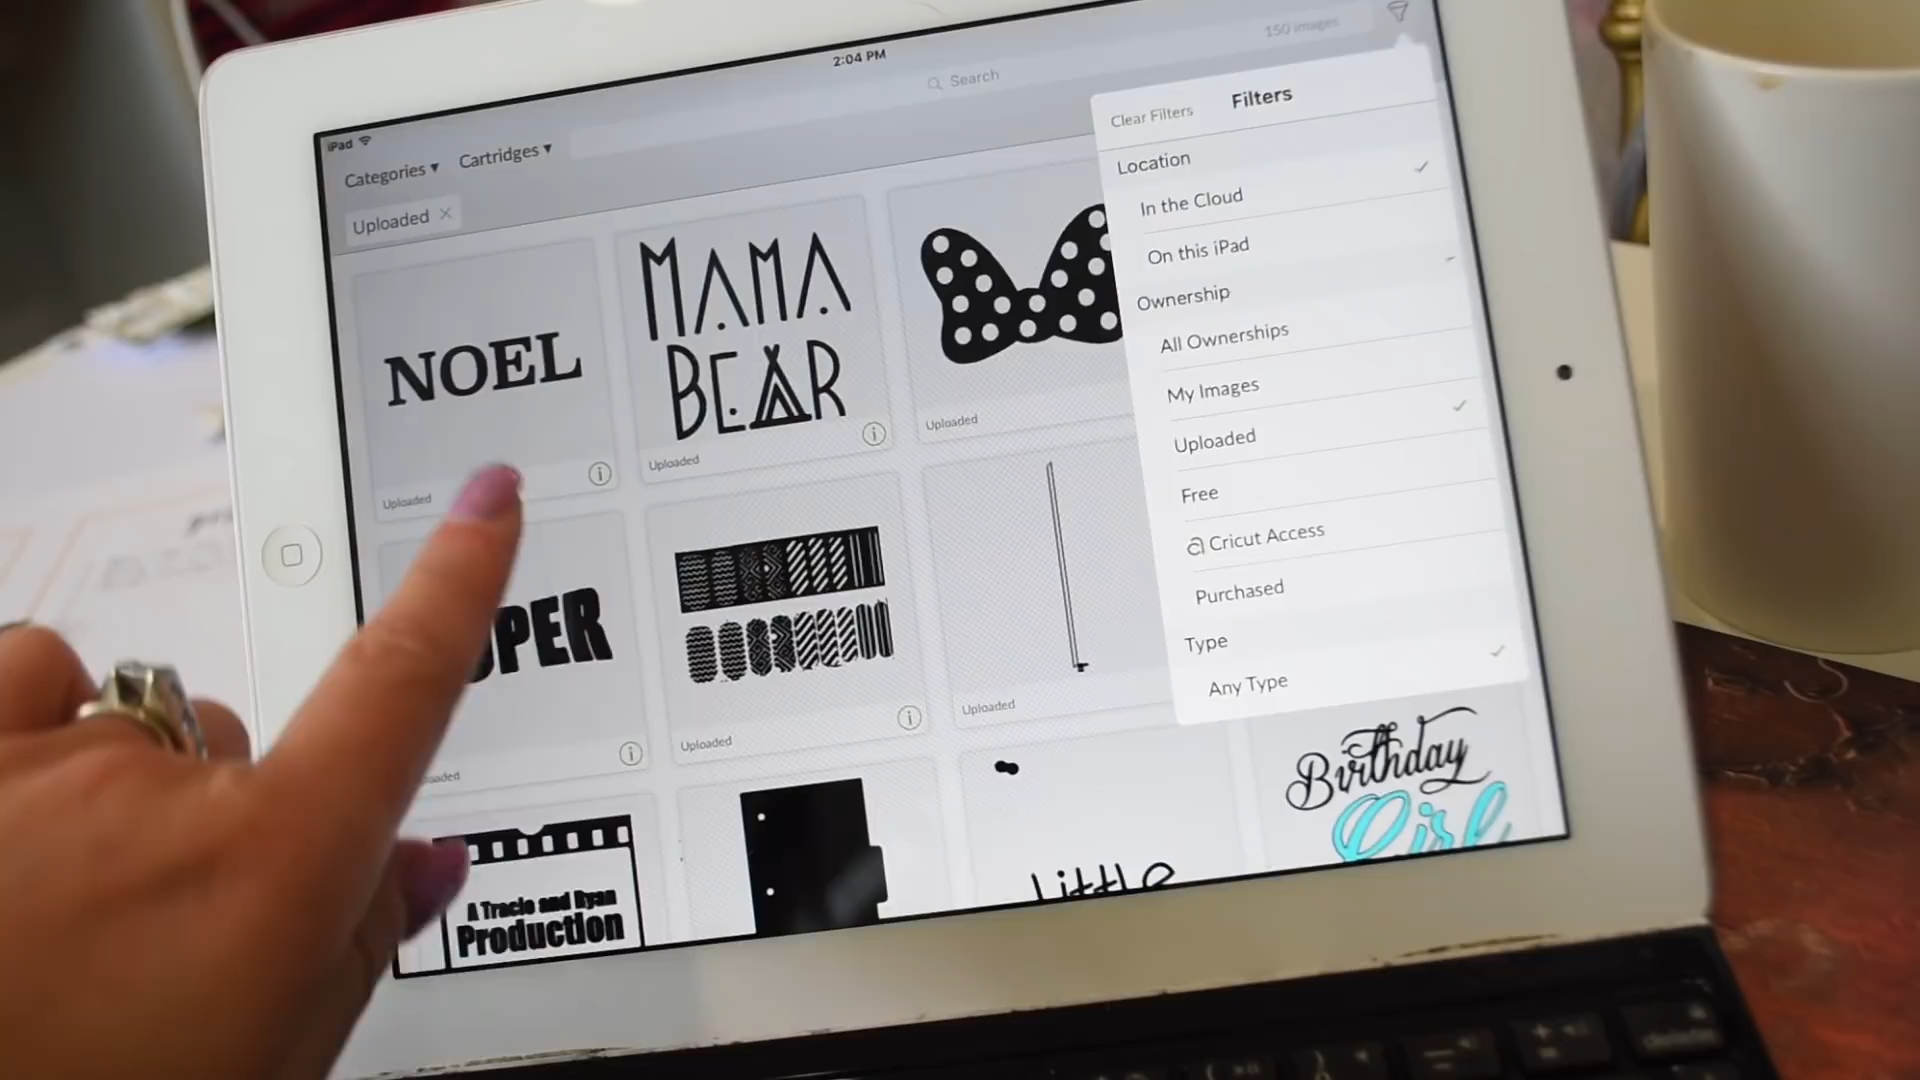 iPad
2:04 PM
Categories ▾
Cartridges ▾
Search
150 images
Uploaded ×
NOEL
Uploaded
MAMA
BEAR
Uploaded
Uploaded
Uploaded
Uploaded
A Tracie and Ryan
Production
Little
Birthday
Girl
Clear Filters
Filters
Location
In the Cloud
On this iPad
Ownership
All Ownerships
My Images
Uploaded
Free
Cricut Access
Purchased
Type
Any Type
delete